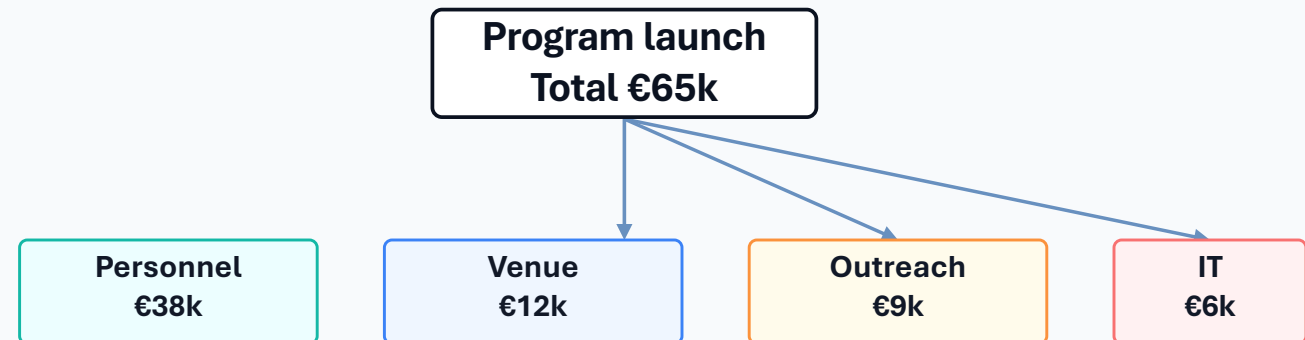 Program launch
Total €65k
Personnel
€38k
Venue
€12k
Outreach
€9k
IT
€6k